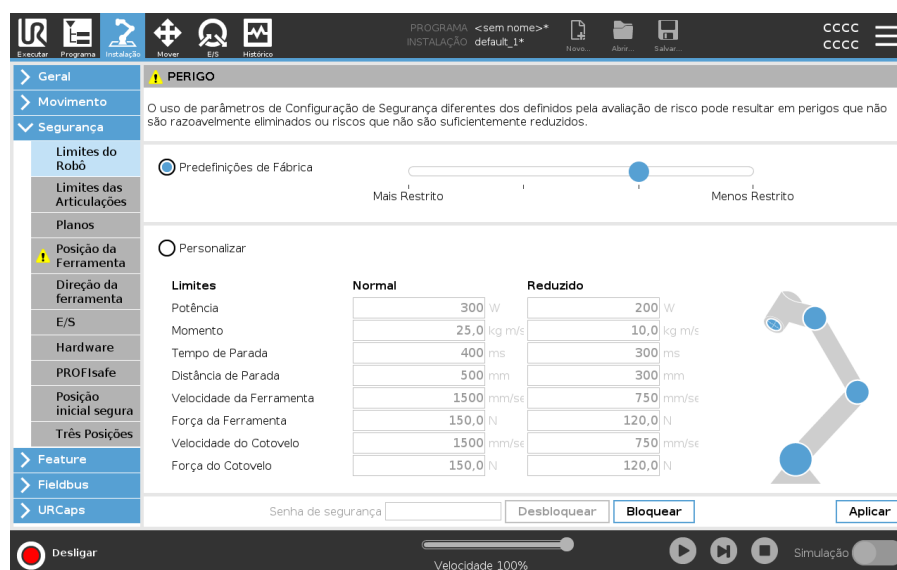 PROGRAMA <sem nome>*
INSTALAÇÃO default_1*
Executar
Programa
Instalação
Mover
E/S
Histórico
Novo...
Abrir...
Salvar...
cccc
cccc
Geral
Movimento
Segurança
Limites do
Robô
Limites das
Articulações
Planos
Posição da
Ferramenta
Direção da
ferramenta
E/S
Hardware
PROFIsafe
Posição
inicial segura
Três Posições
Feature
Fieldbus
URCaps
PERIGO
O uso de parâmetros de Configuração de Segurança diferentes dos definidos pela avaliação de risco pode resultar em perigos que não
são razoavelmente eliminados ou riscos que não são suficientemente reduzidos.
Predefinições de Fábrica
Mais Restrito
Menos Restrito
Personalizar
Limites Normal Reduzido
Potência 300 W 200 W
Momento 25,0 kg m/s 10,0 kg m/s
Tempo de Parada 400 ms 300 ms
Distância de Parada 500 mm 300 mm
Velocidade da Ferramenta 1500 mm/se 750 mm/se
Força da Ferramenta 150,0 N 120,0 N
Velocidade do Cotovelo 1500 mm/se 750 mm/se
Força do Cotovelo 150,0 N 120,0 N
Senha de segurança Desbloquear Bloquear Aplicar
Desligar
Velocidade 100%
Simulação